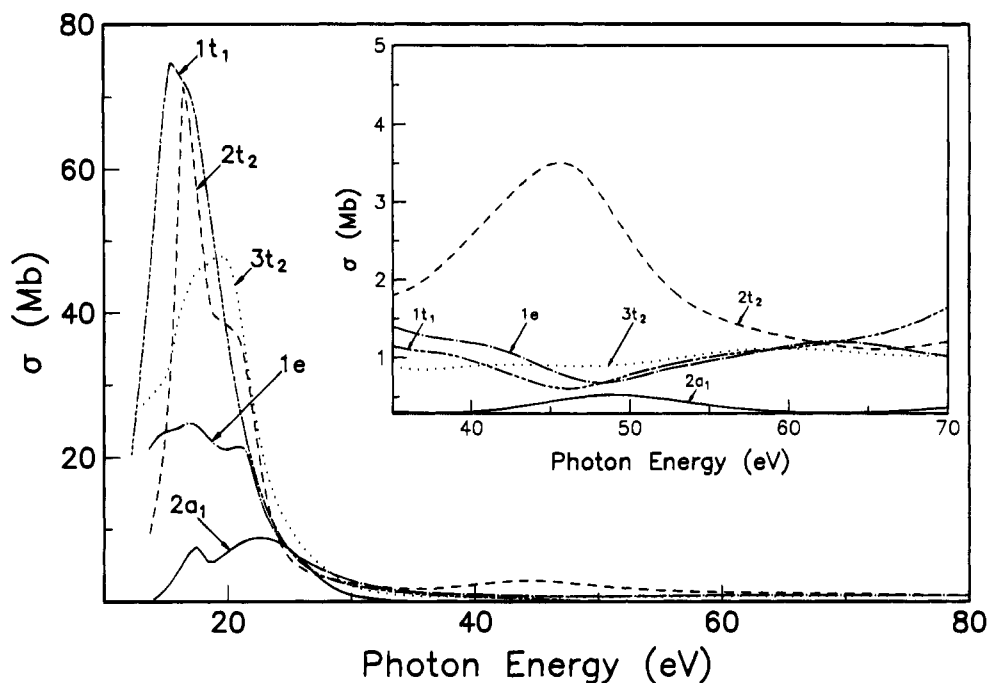 80
60
40
20
σ (Mb)
1t₁
2t₂
3t₂
1e
2a₁
20
40
60
80
Photon Energy (eV)
5
4
3
2
1
σ (Mb)
1t₁
1e
3t₂
2t₂
2a₁
40
50
60
70
Photon Energy (eV)